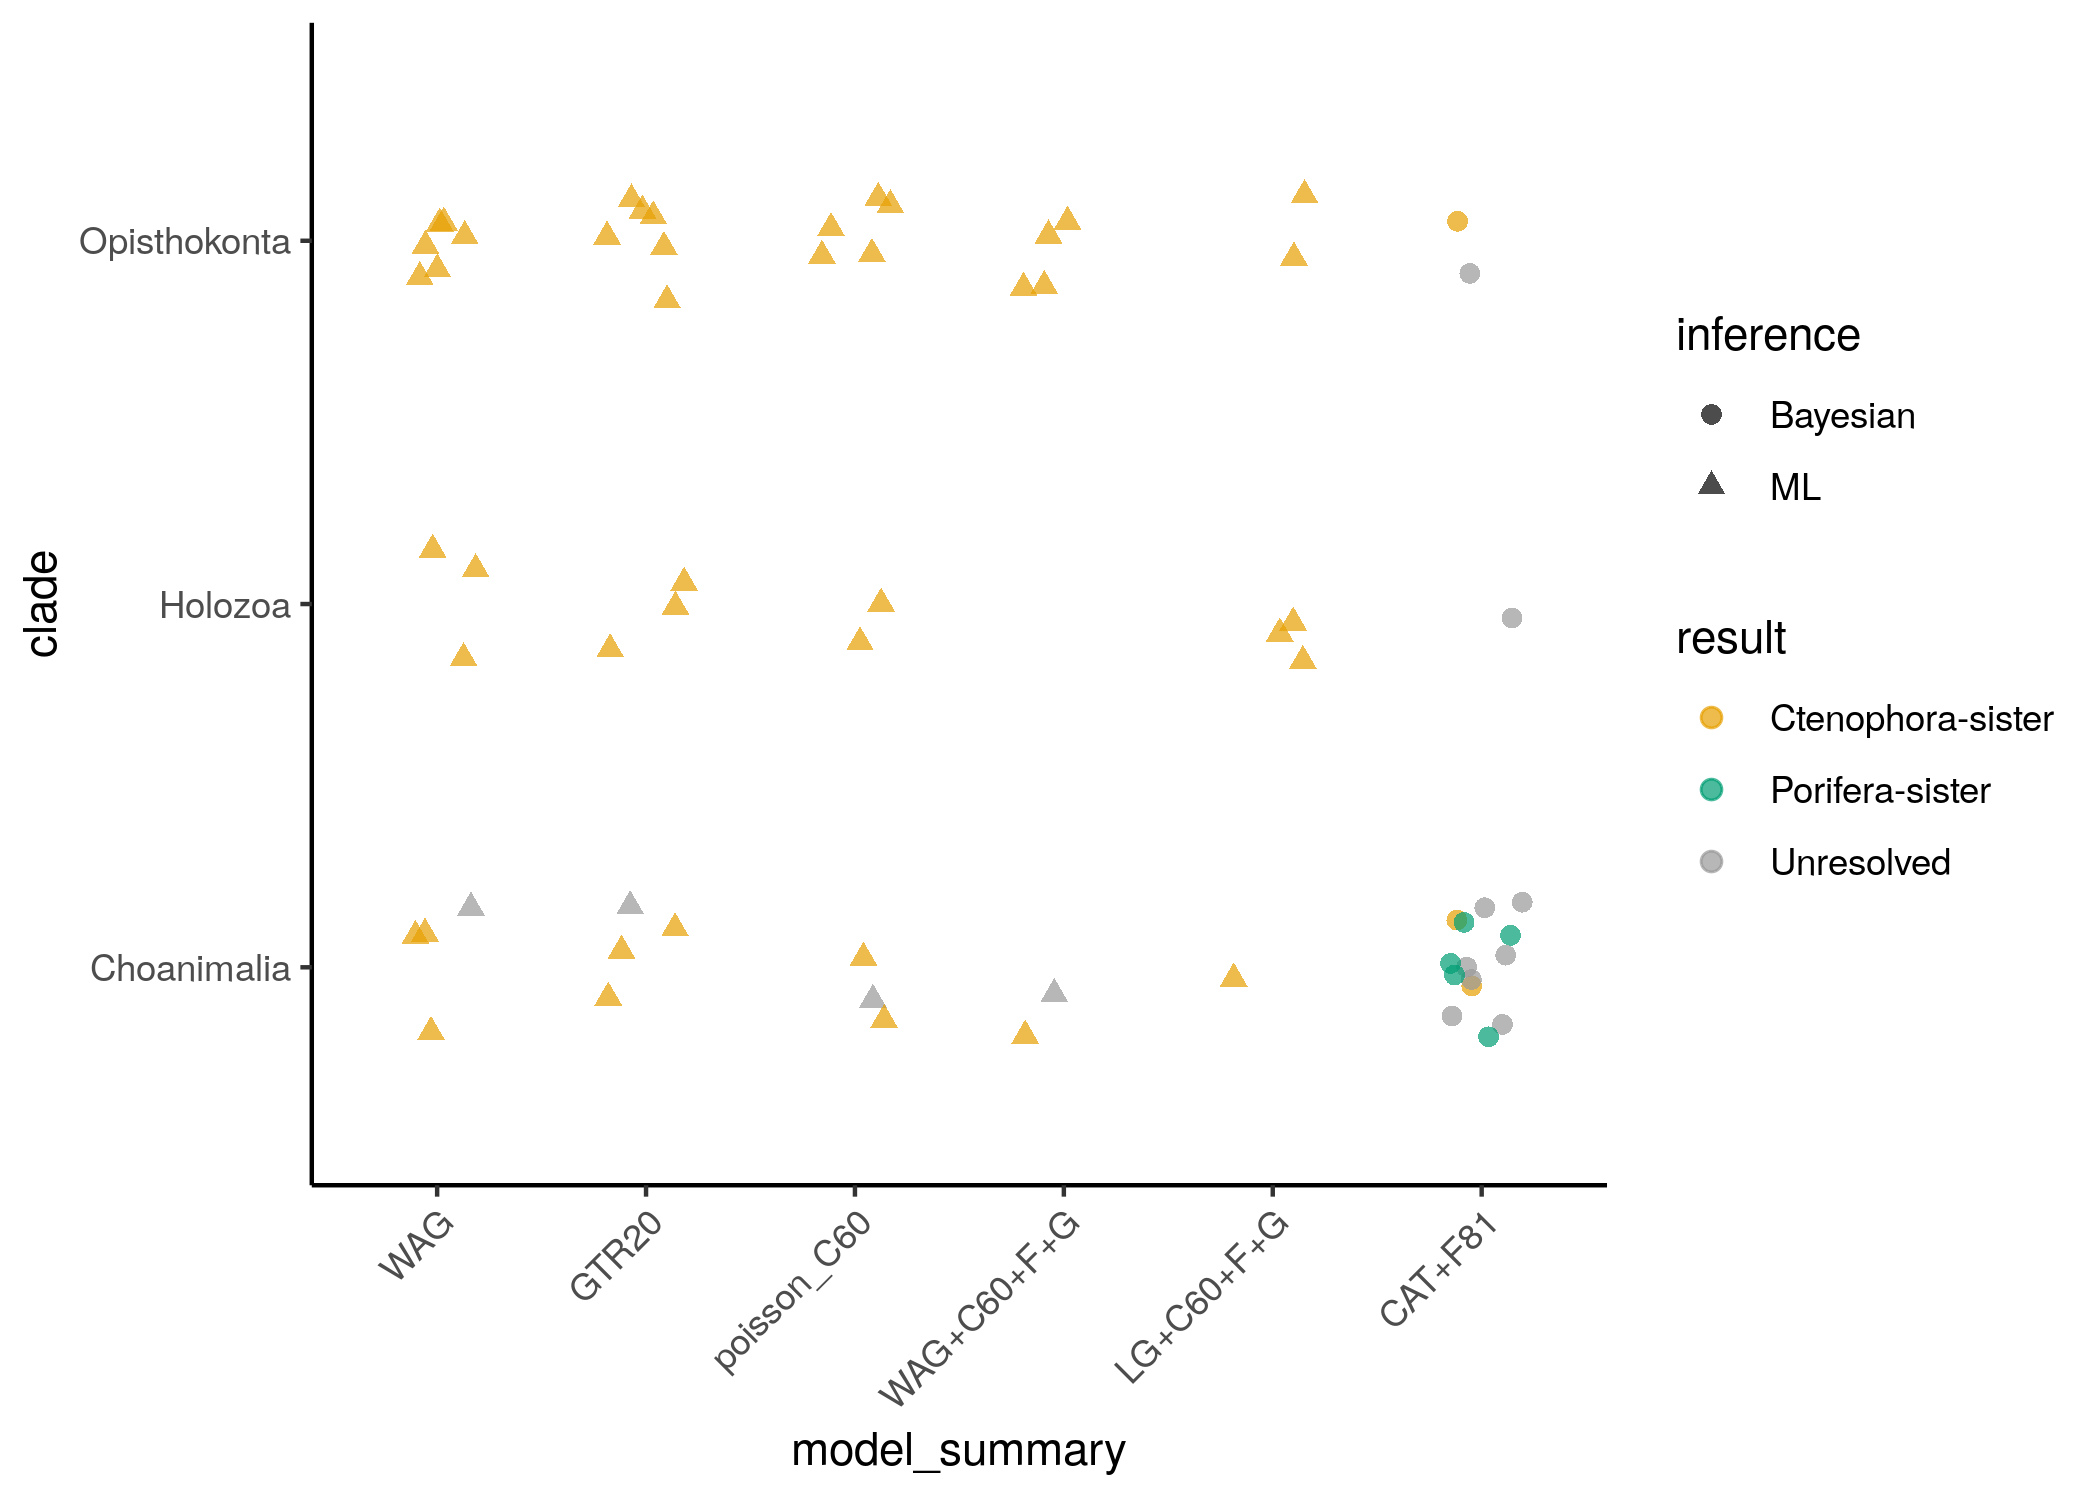 Opisthokonta
Holozoa
Choanimalia
clade
WAG
GTR20
poisson_C60
WAG+C60+F+G
LG+C60+F+G
CAT+F81
model_summary
inference
Bayesian
ML
result
Ctenophora-sister
Porifera-sister
Unresolved